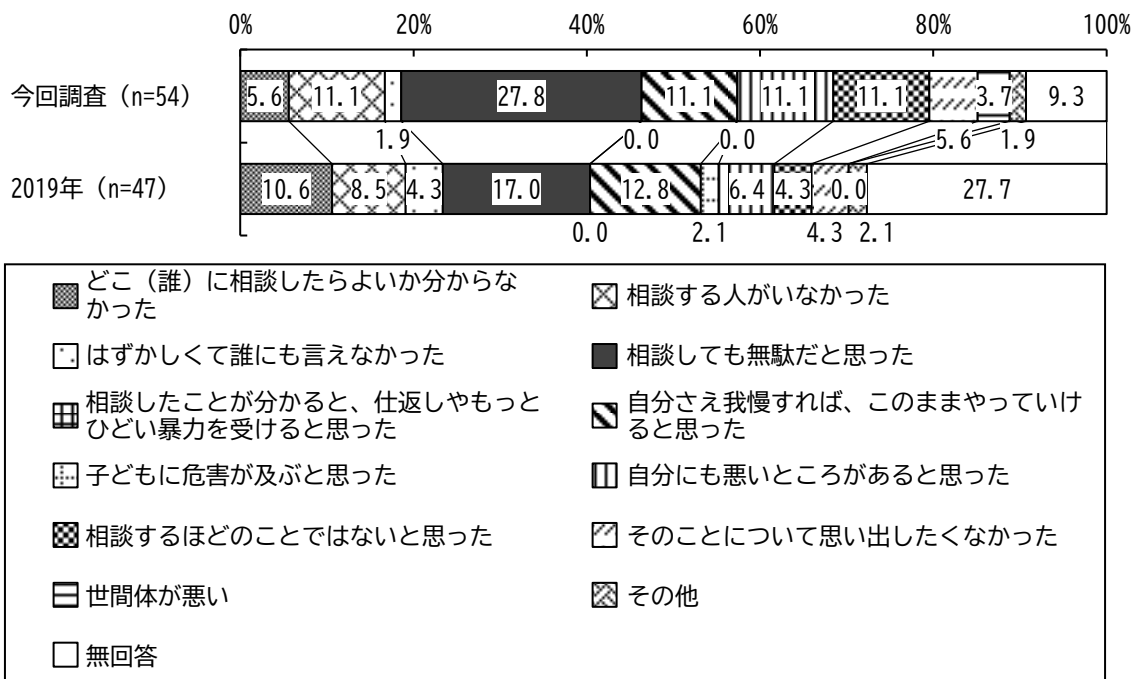 0% 20% 40% 60% 80% 100%
今回調査（n=54） 5.6 11.1 27.8 11.1 11.1 11.1 3.7 9.3
1.9 0.0 0.0 5.6 1.9
2019年（n=47） 10.6 8.5 4.3 17.0 12.8 6.4 4.3 0.0 27.7
0.0 2.1 4.3 2.1
どこ（誰）に相談したらよいか分からな
かった
相談する人がいなかった
はずかしくて誰にも言えなかった
相談しても無駄だと思った
相談したことが分かると、仕返しやもっと
ひどい暴力を受けると思った
自分さえ我慢すれば、このままやっていけ
ると思った
子どもに危害が及ぶと思った
自分にも悪いところがあると思った
相談するほどのことではないと思った
そのことについて思い出したくなかった
世間体が悪い
その他
無回答